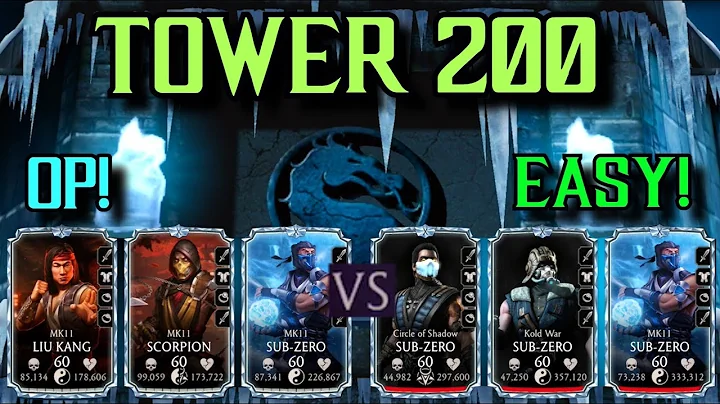 TOWER 200
OP!
EASY!
MK11
LIU KANG
60
85,134 178,606
MK11
SCORPION
60
99,059 173,722
MK11
SUB-ZERO
60
87,341 226,867
VS
Circle of Shadow
SUB-ZERO
60
44,982 297,600
Kold War
SUB-ZERO
60
47,250 357,120
MK11
SUB-ZERO
60
73,238 333,312